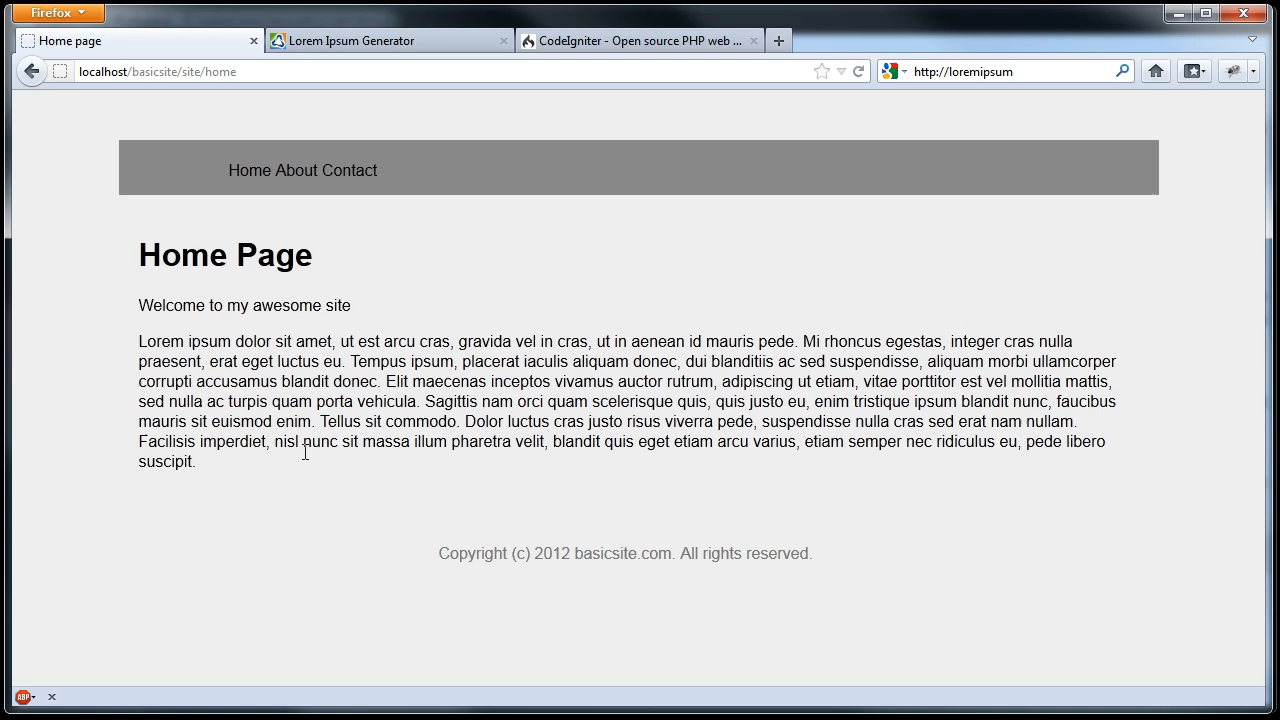 Firefox
Home page
Lorem Ipsum Generator
CodeIgniter - Open source PHP web ...
localhost/basicsite/site/home
http://loremipsum
Home About Contact
Home Page
Welcome to my awesome site
Lorem ipsum dolor sit amet, ut est arcu cras, gravida vel in cras, ut in aenean id mauris pede. Mi rhoncus egestas, integer cras nulla
praesent, erat eget luctus eu. Tempus ipsum, placerat iaculis aliquam donec, dui blanditiis ac sed suspendisse, aliquam morbi ullamcorper
corrupti accusamus blandit donec. Elit maecenas inceptos vivamus auctor rutrum, adipiscing ut etiam, vitae porttitor est vel mollitia mattis,
sed nulla ac turpis quam porta vehicula. Sagittis nam orci quam scelerisque quis, quis justo eu, enim tristique ipsum blandit nunc, faucibus
mauris sit euismod enim. Tellus sit commodo. Dolor luctus cras justo risus viverra pede, suspendisse nulla cras sed erat nam nullam.
Facilisis imperdiet, nisl nunc sit massa illum pharetra velit, blandit quis eget etiam arcu varius, etiam semper nec ridiculus eu, pede libero
suscipit.
Copyright (c) 2012 basicsite.com. All rights reserved.
ABP